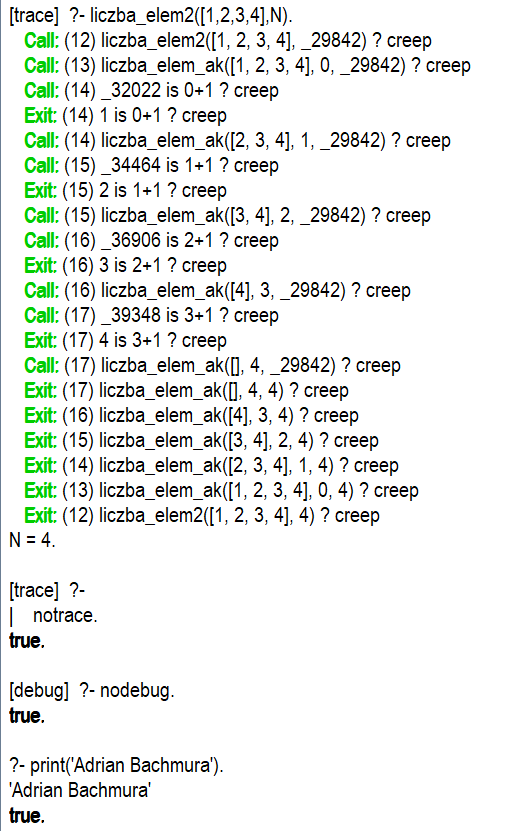 [trace]  ?- liczba_elem2([1,2,3,4],N).
Call: (12) liczba_elem2([1, 2, 3, 4], _29842) ? creep
Call: (13) liczba_elem_ak([1, 2, 3, 4], 0, _29842) ? creep
Call: (14) _32022 is 0+1 ? creep
Exit: (14) 1 is 0+1 ? creep
Call: (14) liczba_elem_ak([2, 3, 4], 1, _29842) ? creep
Call: (15) _34464 is 1+1 ? creep
Exit: (15) 2 is 1+1 ? creep
Call: (15) liczba_elem_ak([3, 4], 2, _29842) ? creep
Call: (16) _36906 is 2+1 ? creep
Exit: (16) 3 is 2+1 ? creep
Call: (16) liczba_elem_ak([4], 3, _29842) ? creep
Call: (17) _39348 is 3+1 ? creep
Exit: (17) 4 is 3+1 ? creep
Call: (17) liczba_elem_ak([], 4, _29842) ? creep
Exit: (17) liczba_elem_ak([], 4, 4) ? creep
Exit: (16) liczba_elem_ak([4], 3, 4) ? creep
Exit: (15) liczba_elem_ak([3, 4], 2, 4) ? creep
Exit: (14) liczba_elem_ak([2, 3, 4], 1, 4) ? creep
Exit: (13) liczba_elem_ak([1, 2, 3, 4], 0, 4) ? creep
Exit: (12) liczba_elem2([1, 2, 3, 4], 4) ? creep
N = 4.
[trace]  ?-
|    notrace.
true.
[debug]  ?- nodebug.
true.
?- print('Adrian Bachmura').
'Adrian Bachmura'
true.